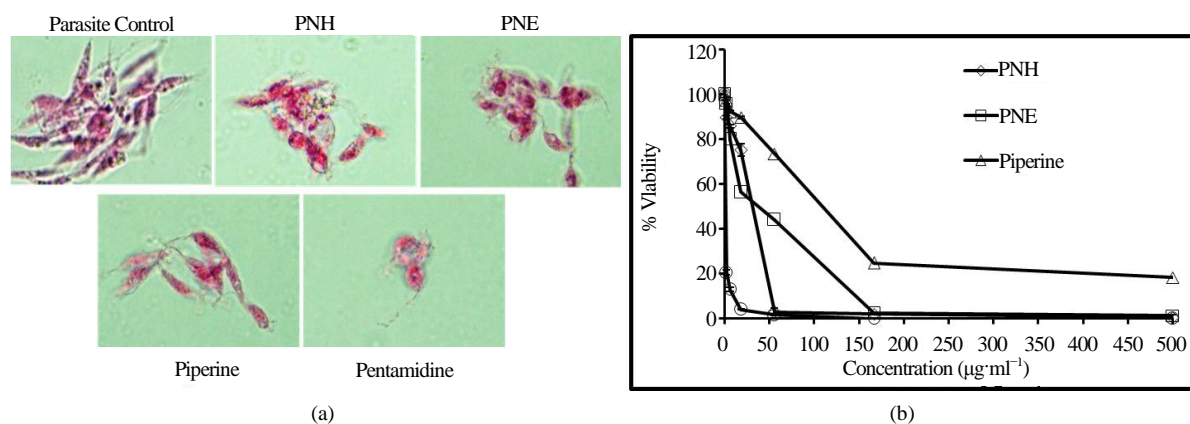 Parasite Control PNH PNE
Piperine Pentamidine
(a)
120
100
80
60
40
20
0
% Vlability
PNH
PNE
Piperine
0 50 100 150 200 250 300 350 400 450 500
Concentration (µg·ml⁻¹)
(b)